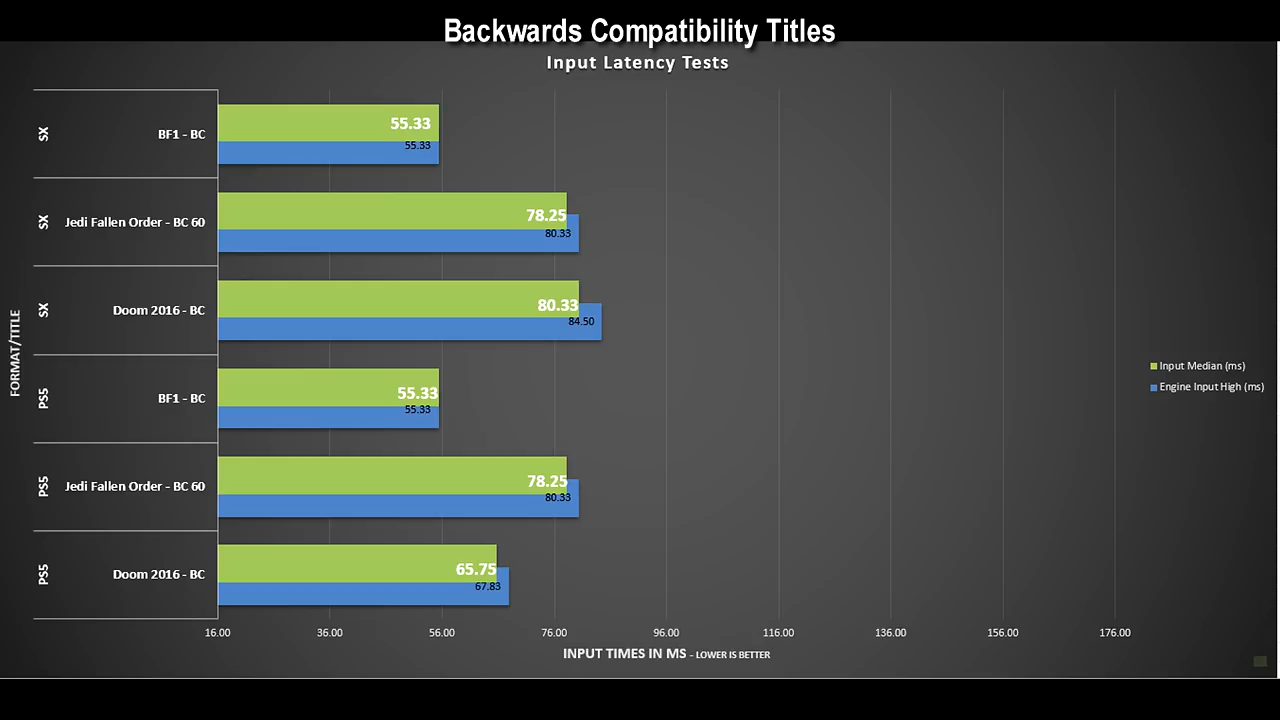 Backwards Compatibility Titles
Input Latency Tests
FORMAT/TITLE
SX
BF1 - BC
55.33
55.33
SX
Jedi Fallen Order - BC 60
78.25
80.33
SX
Doom 2016 - BC
80.33
84.50
PS5
BF1 - BC
55.33
55.33
PS5
Jedi Fallen Order - BC 60
78.25
80.33
PS5
Doom 2016 - BC
65.75
67.83
Input Median (ms)
Engine Input High (ms)
16.00 36.00 56.00 76.00 96.00 116.00 136.00 156.00 176.00
INPUT TIMES IN MS - LOWER IS BETTER